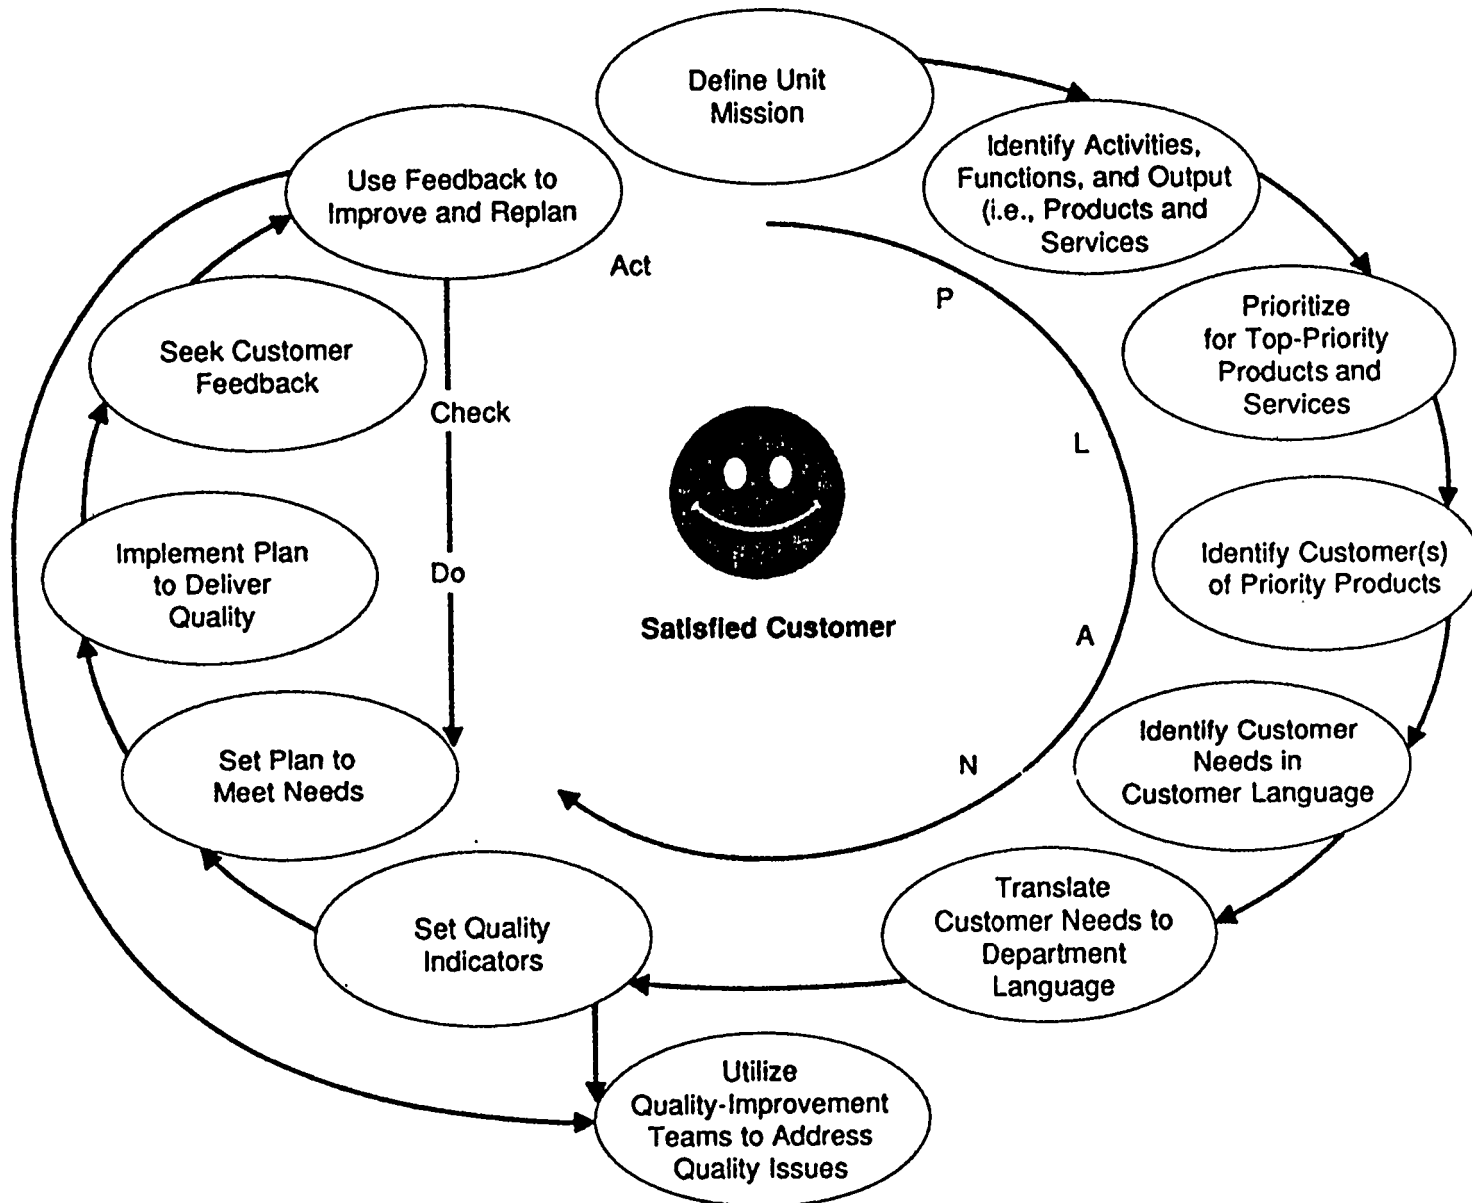 Define Unit
Mission
Identify Activities,
Functions, and Output
(i.e., Products and
Services
Prioritize
for Top-Priority
Products and
Services
Identify Customer(s)
of Priority Products
Identify Customer
Needs in
Customer Language
Translate
Customer Needs to
Department
Language
Set Quality
Indicators
Utilize
Quality-Improvement
Teams to Address
Quality Issues
Set Plan to
Meet Needs
Implement Plan
to Deliver
Quality
Seek Customer
Feedback
Use Feedback to
Improve and Replan
Act
Check
Do
P
L
A
N
Satisfied Customer